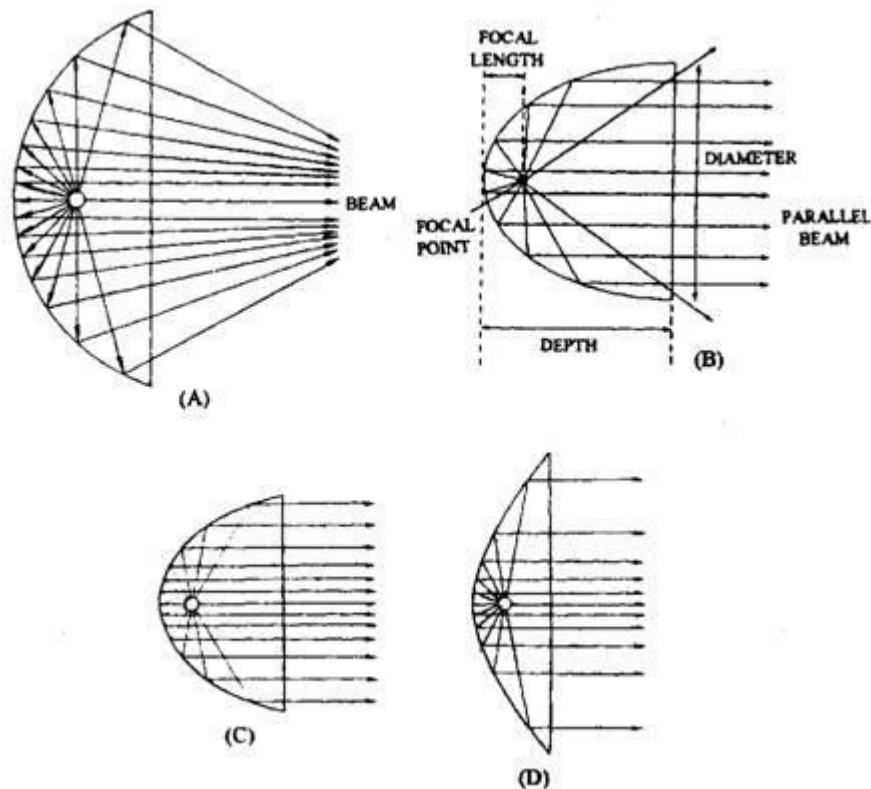 FOCAL
LENGTH
BEAM
DIAMETER
FOCAL
POINT
PARALLEL
BEAM
DEPTH
(A)
(B)
(C)
(D)